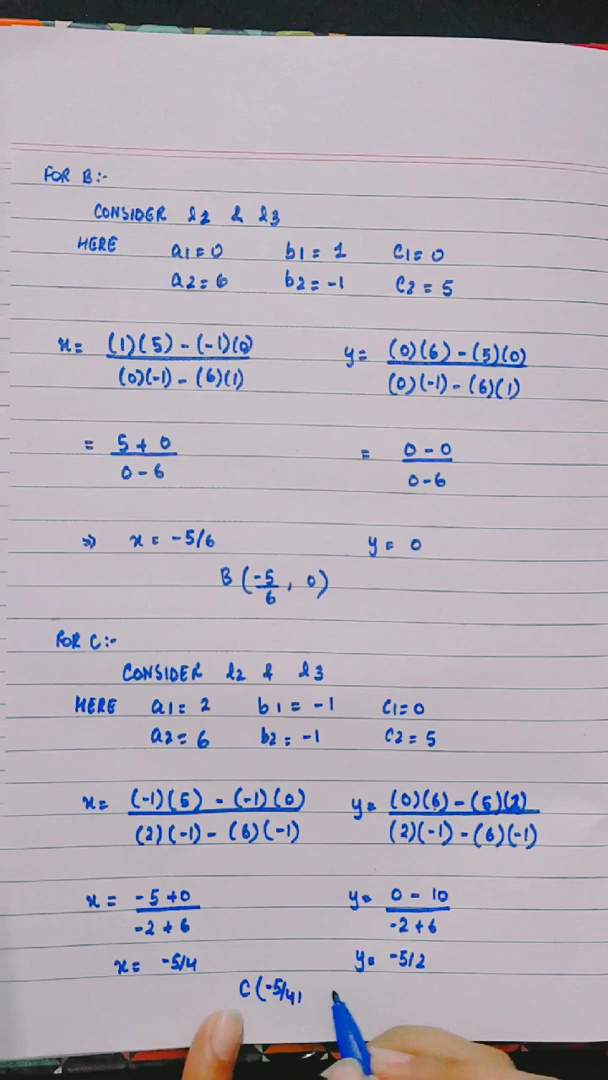 FOR B:-
CONSIDER l2 & l3
HERE a1=0 b1=1 C1=0
a2=6 b2=-1 C2=5
x= (1)(5) - (-1)(0) / (0)(-1) - (6)(1) y= (0)(6) - (5)(0) / (0)(-1) - (6)(1)
= 5+0 / 0-6 = 0-0 / 0-6
=> x = -5/6 y = 0
B (-5/6, 0)
FOR C:-
CONSIDER l2 & l3
HERE a1=2 b1=-1 C1=0
a2=6 b2=-1 C2=5
x= (-1)(5) - (-1)(0) / (2)(-1) - (6)(-1) y= (0)(6) - (5)(2) / (2)(-1) - (6)(-1)
x = -5+0 / -2+6 y= 0-10 / -2+6
x= -5/4 y= -5/2
C (-5/4,